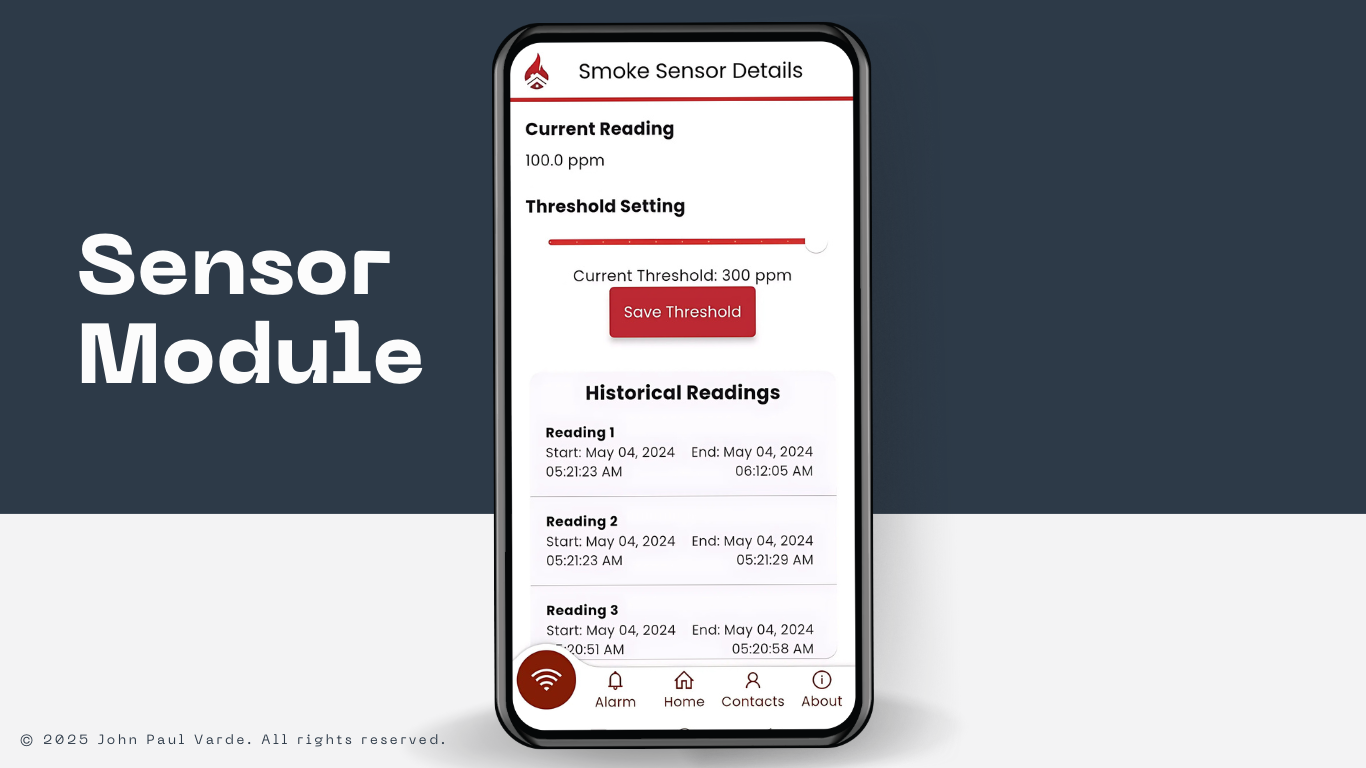 Sensor
Module
Smoke Sensor Details
Current Reading
100.0 ppm
Threshold Setting
Current Threshold: 300 ppm
Save Threshold
Historical Readings
Reading 1
Start: May 04, 2024 End: May 04, 2024
05:21:23 AM 06:12:05 AM
Reading 2
Start: May 04, 2024 End: May 04, 2024
05:21:23 AM 05:21:29 AM
Reading 3
Start: May 04, 2024 End: May 04, 2024
:20:51 AM 05:20:58 AM
Alarm Home Contacts About
© 2025 John Paul Varde. All rights reserved.